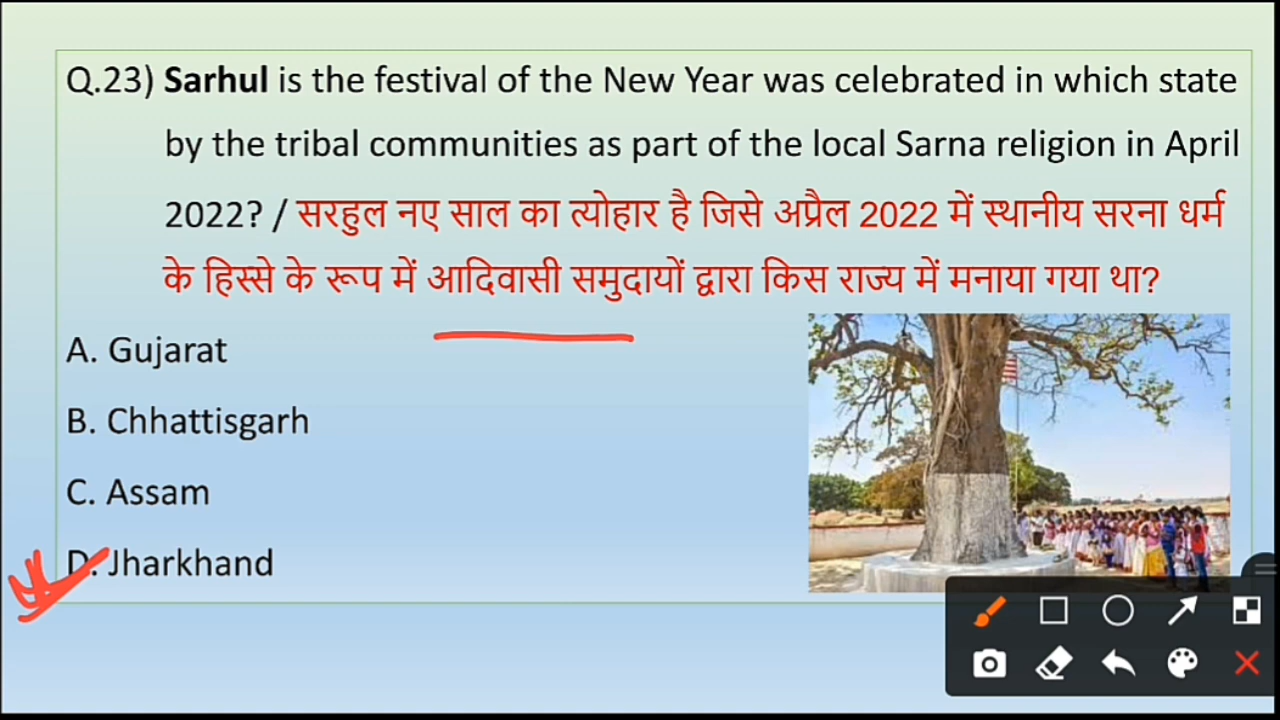 Q.23) Sarhul is the festival of the New Year was celebrated in which state
by the tribal communities as part of the local Sarna religion in April
2022? / सरहुल नए साल का त्योहार है जिसे अप्रैल 2022 में स्थानीय सरना धर्म
के हिस्से के रूप में आदिवासी समुदायों द्वारा किस राज्य में मनाया गया था?
A. Gujarat
B. Chhattisgarh
C. Assam
D. Jharkhand